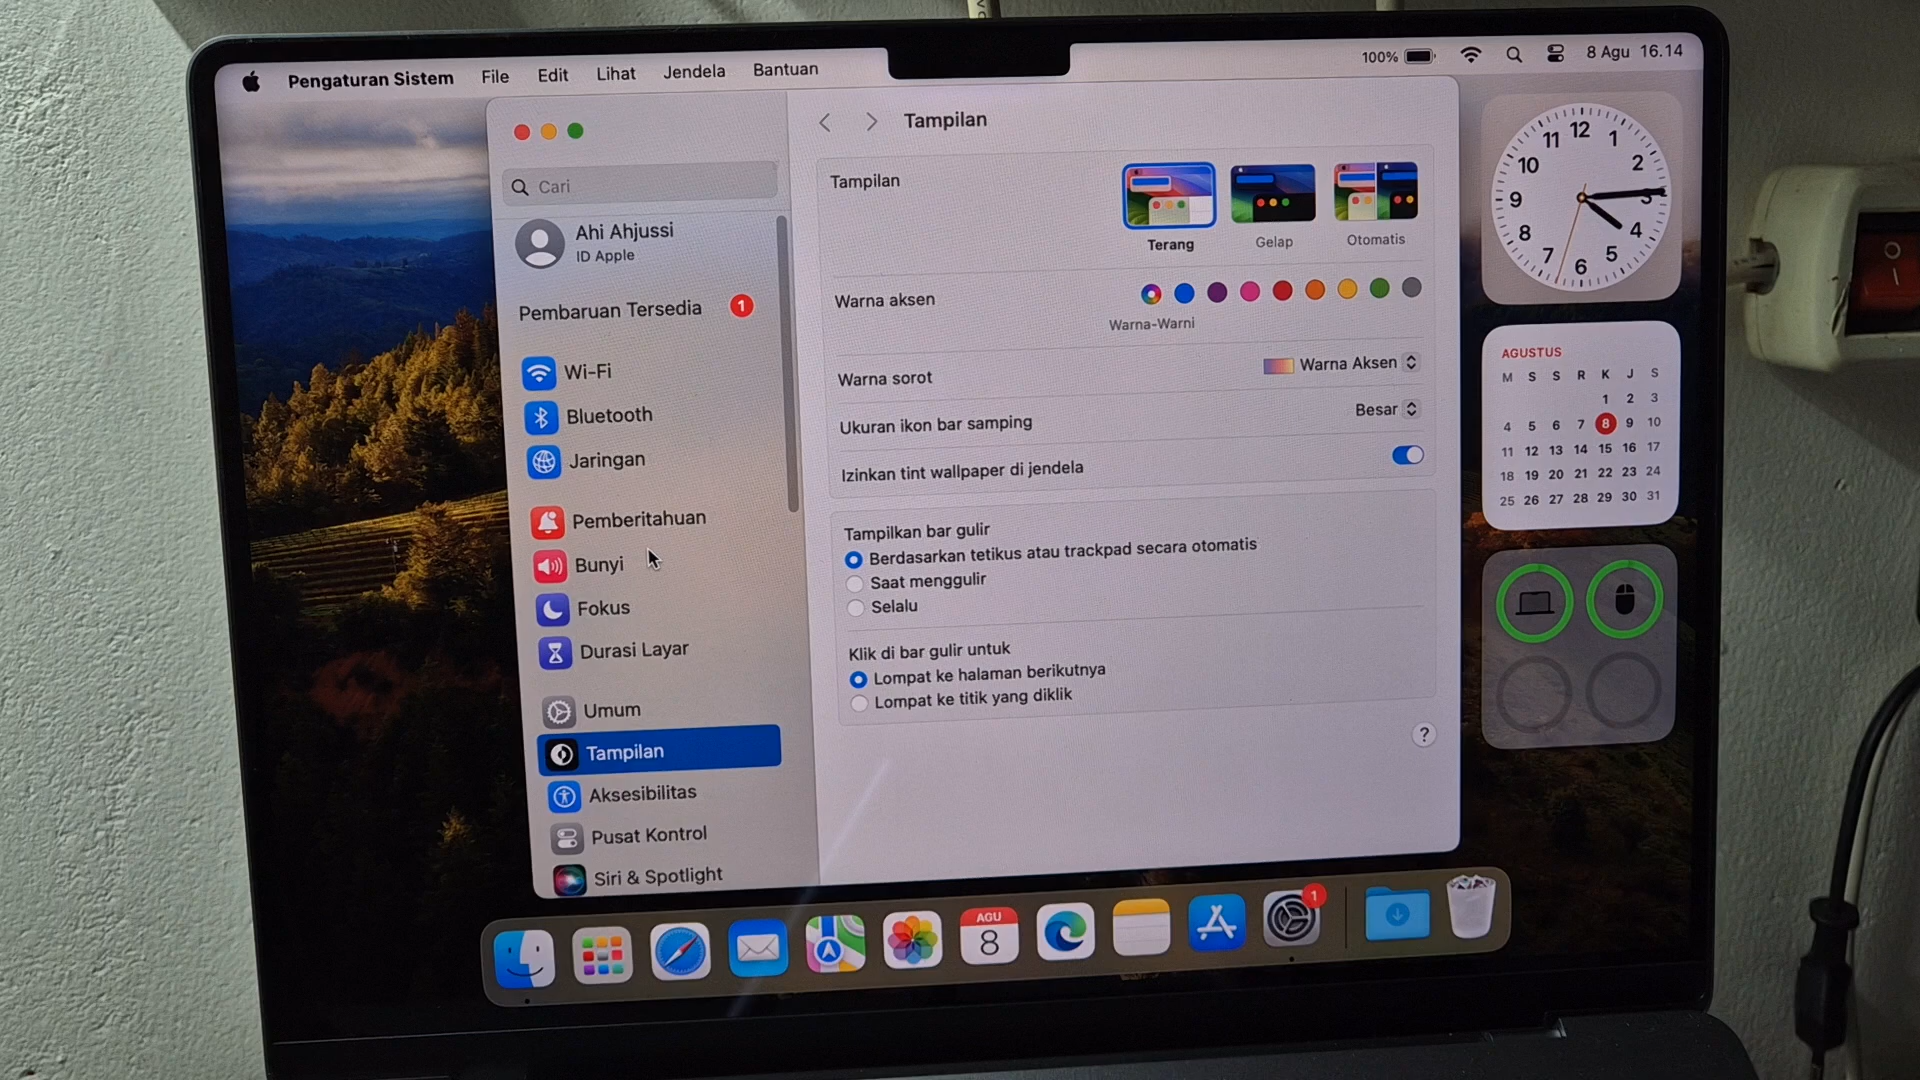 Pengaturan Sistem File Edit Lihat Jendela Bantuan
100% 8 Agu 16.14
Cari
Ahi Ahjussi
ID Apple
Pembaruan Tersedia 1
Wi-Fi
Bluetooth
Jaringan
Pemberitahuan
Bunyi
Fokus
Durasi Layar
Umum
Tampilan
Aksesibilitas
Pusat Kontrol
Siri & Spotlight
Tampilan
Tampilan
Terang Gelap Otomatis
Warna aksen
Warna-Warni
Warna sorot Warna Aksen
Ukuran ikon bar samping Besar
Izinkan tint wallpaper di jendela
Tampilkan bar gulir
Berdasarkan tetikus atau trackpad secara otomatis
Saat menggulir
Selalu
Klik di bar gulir untuk
Lompat ke halaman berikutnya
Lompat ke titik yang diklik
?
12 1 2 3 4 5 6 7 8 9 10 11
AGUSTUS
M S S R K J S
1 2 3
4 5 6 7 8 9 10
11 12 13 14 15 16 17
18 19 20 21 22 23 24
25 26 27 28 29 30 31
AGU
8
1